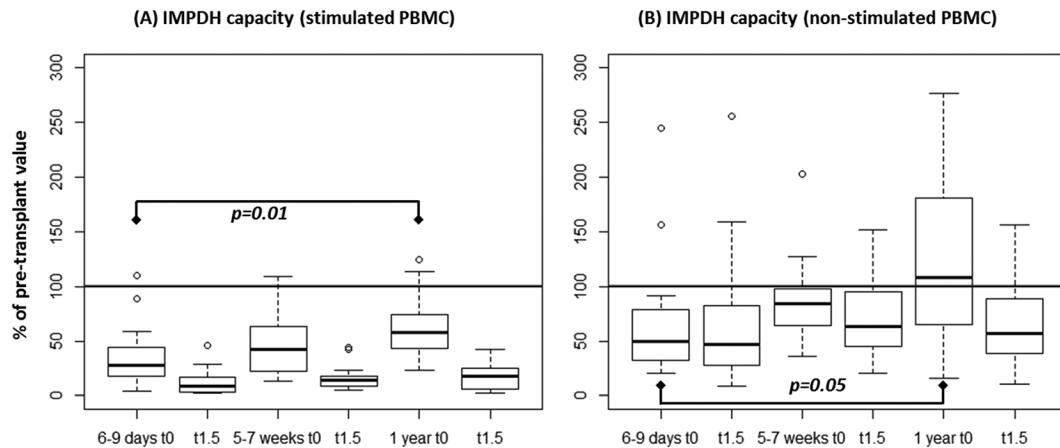 (A) IMPDH capacity (stimulated PBMC)
(B) IMPDH capacity (non-stimulated PBMC)
% of pre-transplant value
300
250
200
150
100
50
0
p=0.01
6-9 days t0
t1.5
5-7 weeks t0
t1.5
1 year t0
t1.5
300
250
200
150
100
50
0
p=0.05
6-9 days t0
t1.5
5-7 weeks t0
t1.5
1 year t0
t1.5